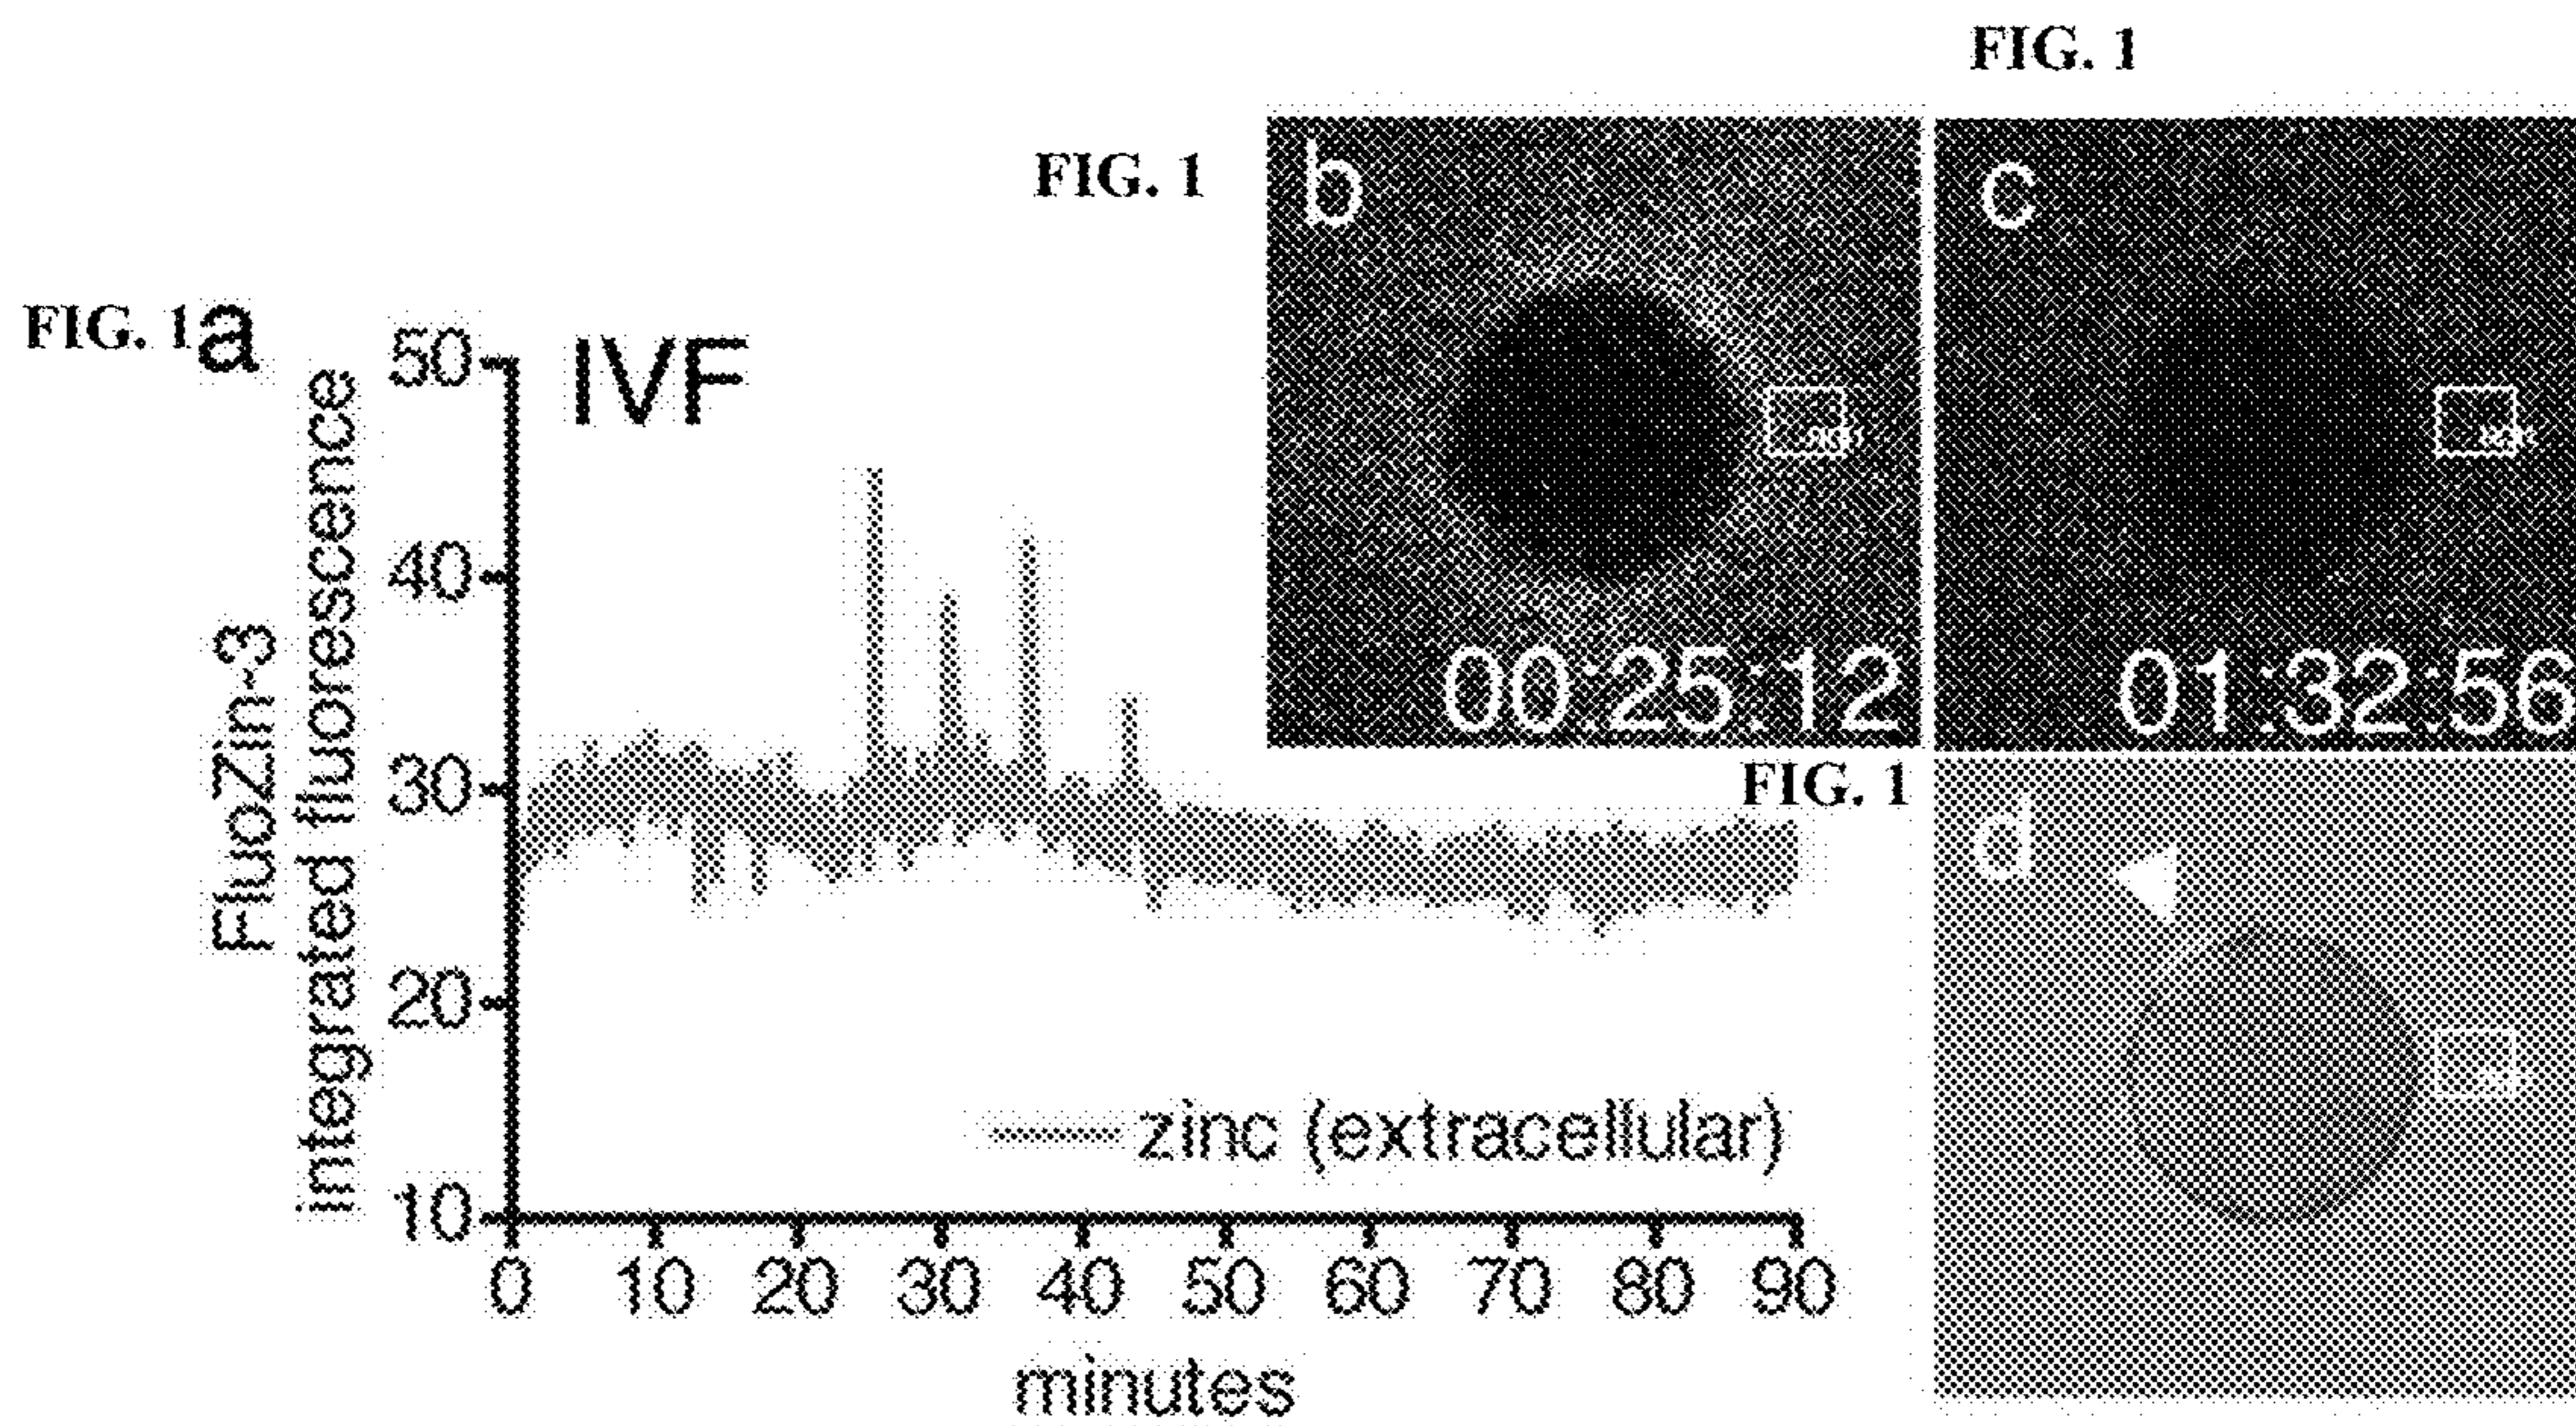 FIG. 1
FIG. 1
b
c
FIG. 1 a
50
IVF
40
30
20
10
FluoZin-3
integrated fluorescence
00:25:12
01:32:56
FIG. 1
d
zinc (extracellular)
0 10 20 30 40 50 60 70 80 90
minutes